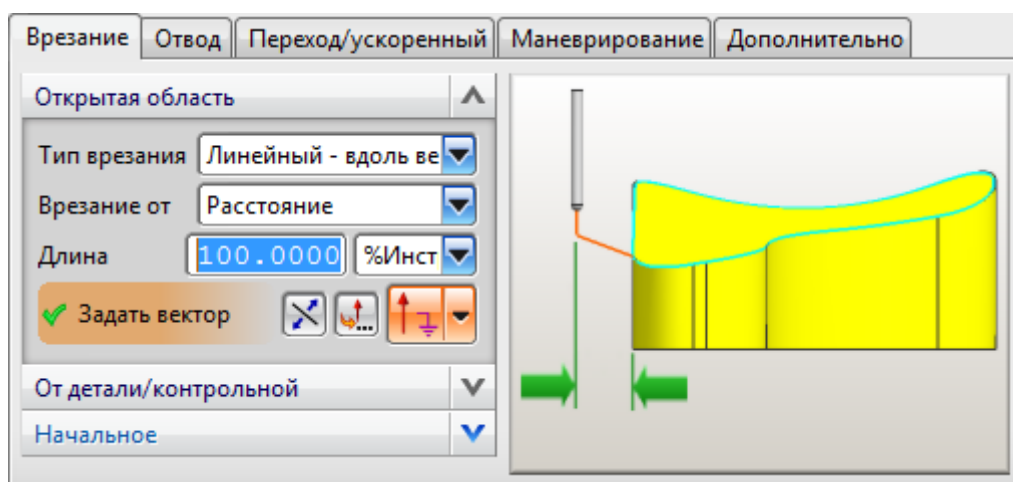 Врезание Отвод Переход/ускоренный Маневрирование Дополнительно
Открытая область
Тип врезания Линейный - вдоль ве
Врезание от Расстояние
Длина 100.0000 %Инст
Задать вектор
От детали/контрольной
Начальное